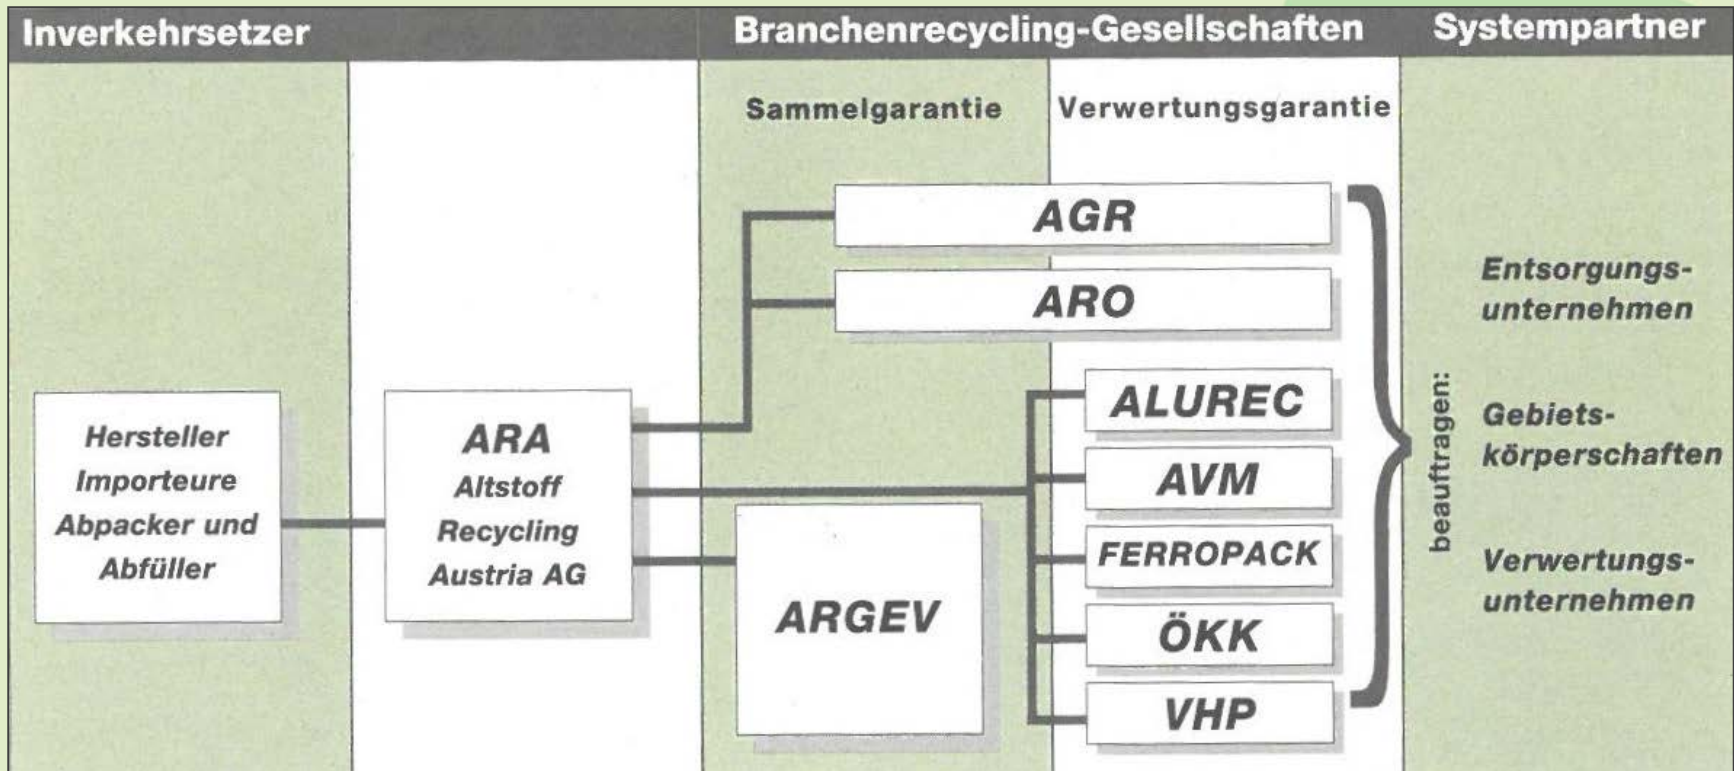 Inverkehrsetzer
Branchenrecycling-Gesellschaften
Systempartner
Sammelgarantie
Verwertungsgarantie
Hersteller
Importeure
Abpacker und
Abfüller
ARA
Altstoff
Recycling
Austria AG
AGR
ARO
ARGEV
ALUREC
AVM
FERROPACK
ÖKK
VHP
beauftragen:
Entsorgungs-
unternehmen
Gebiets-
körperschaften
Verwertungs-
unternehmen